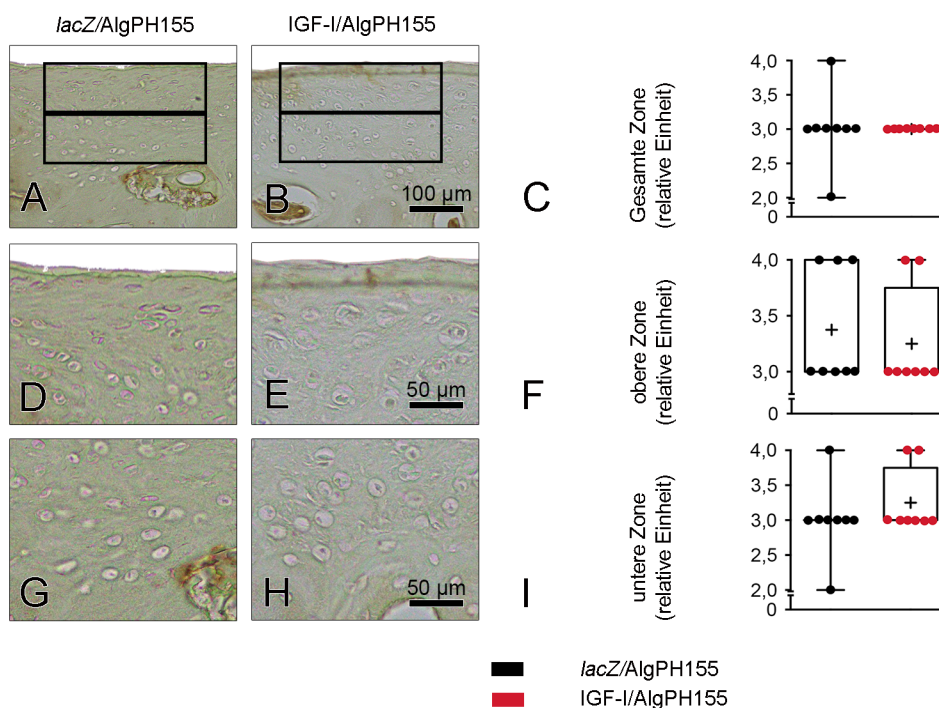 lacZ/AlgPH155
IGF-I/AlgPH155
A
B
100 µm
C
Gesamte Zone
(relative Einheit)
4,0
3,5
3,0
2,5
2,0
0
D
E
50 µm
F
obere Zone
(relative Einheit)
4,0
3,5
3,0
0
G
H
50 µm
I
untere Zone
(relative Einheit)
4,0
3,5
3,0
2,5
2,0
0
lacZ/AlgPH155
IGF-I/AlgPH155